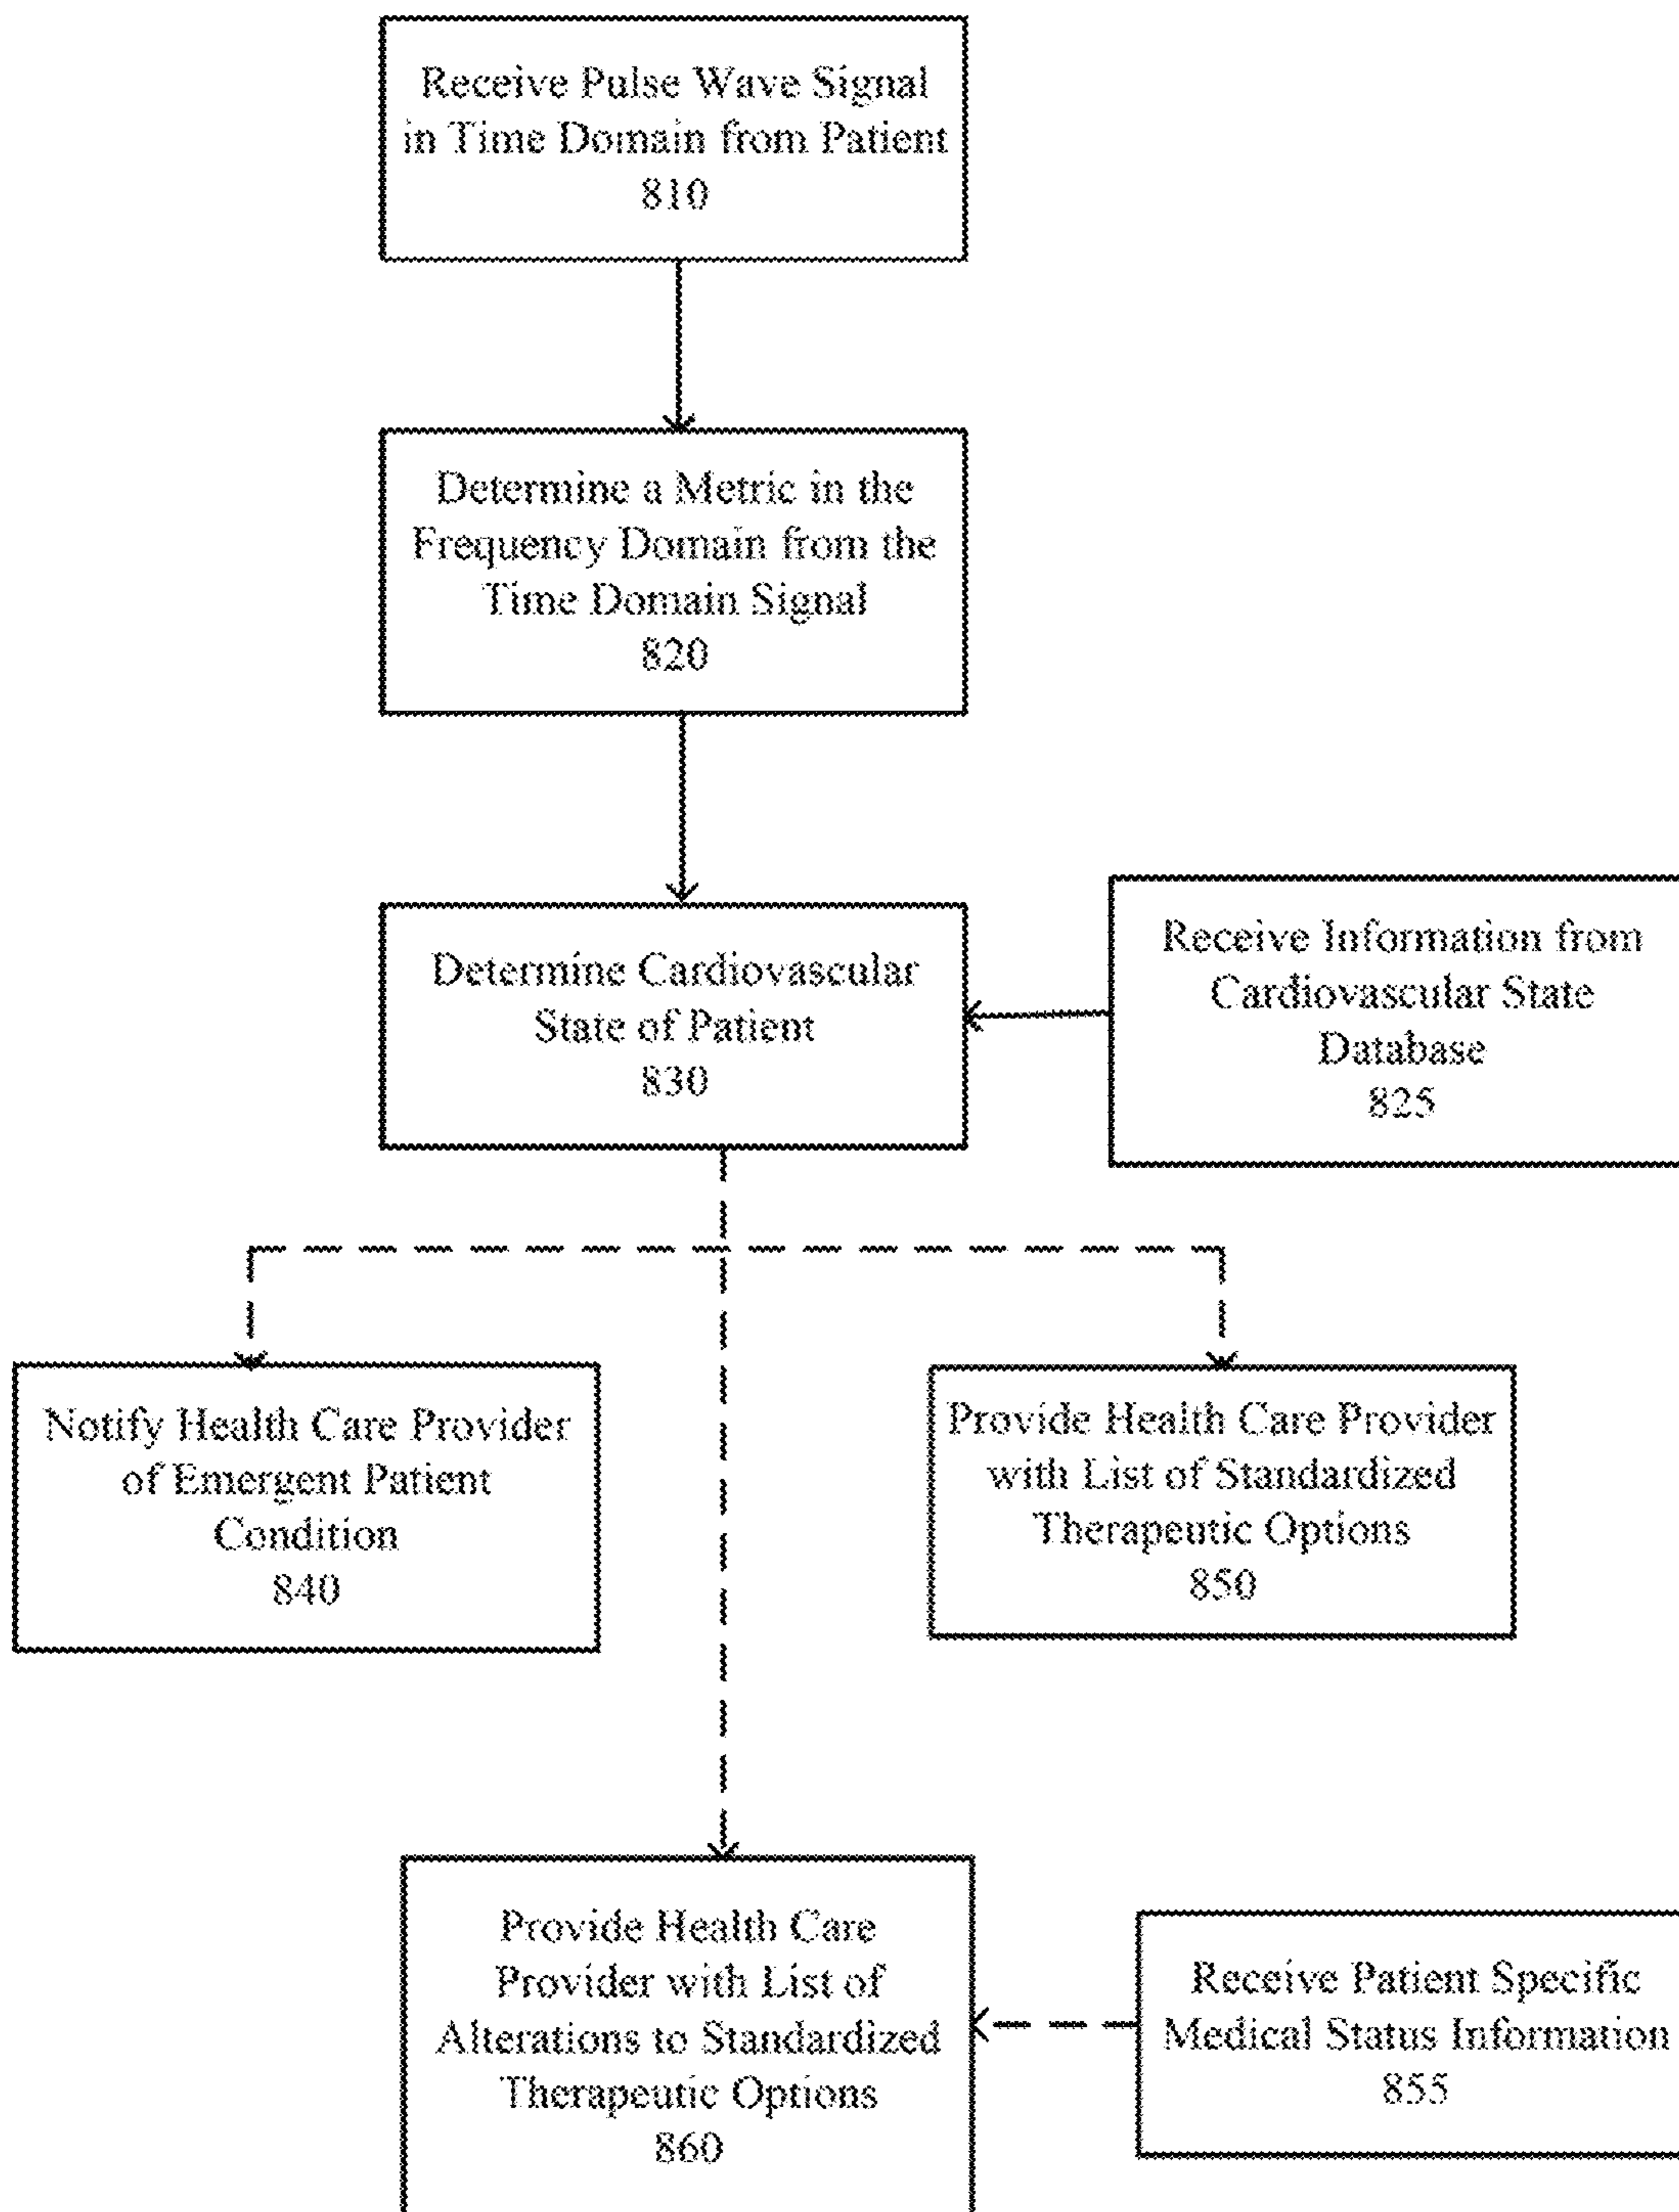 Receive Pulse Wave Signal
in Time Domain from Patient
810
Determine a Metric in the
Frequency Domain from the
Time Domain Signal
820
Determine Cardiovascular
State of Patient
830
Receive Information from
Cardiovascular State
Database
825
Notify Health Care Provider
of Emergent Patient
Condition
840
Provide Health Care Provider
with List of Standardized
Therapeutic Options
850
Provide Health Care
Provider with List of
Alterations to Standardized
Therapeutic Options
860
Receive Patient Specific
Medical Status Information
855